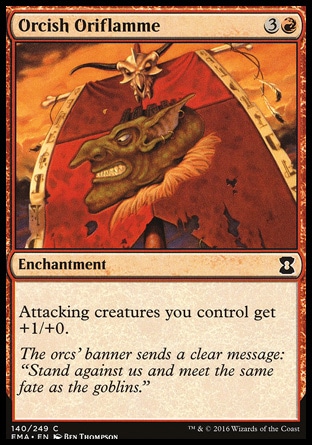 Orcish Oriflamme 3
Enchantment
Attacking creatures you control get
+1/+0.
The orcs' banner sends a clear message:
"Stand against us and meet the same
fate as the goblins."
140/249 C
EMA • EN Ben Thompson
™ & © 2016 Wizards of the Coast